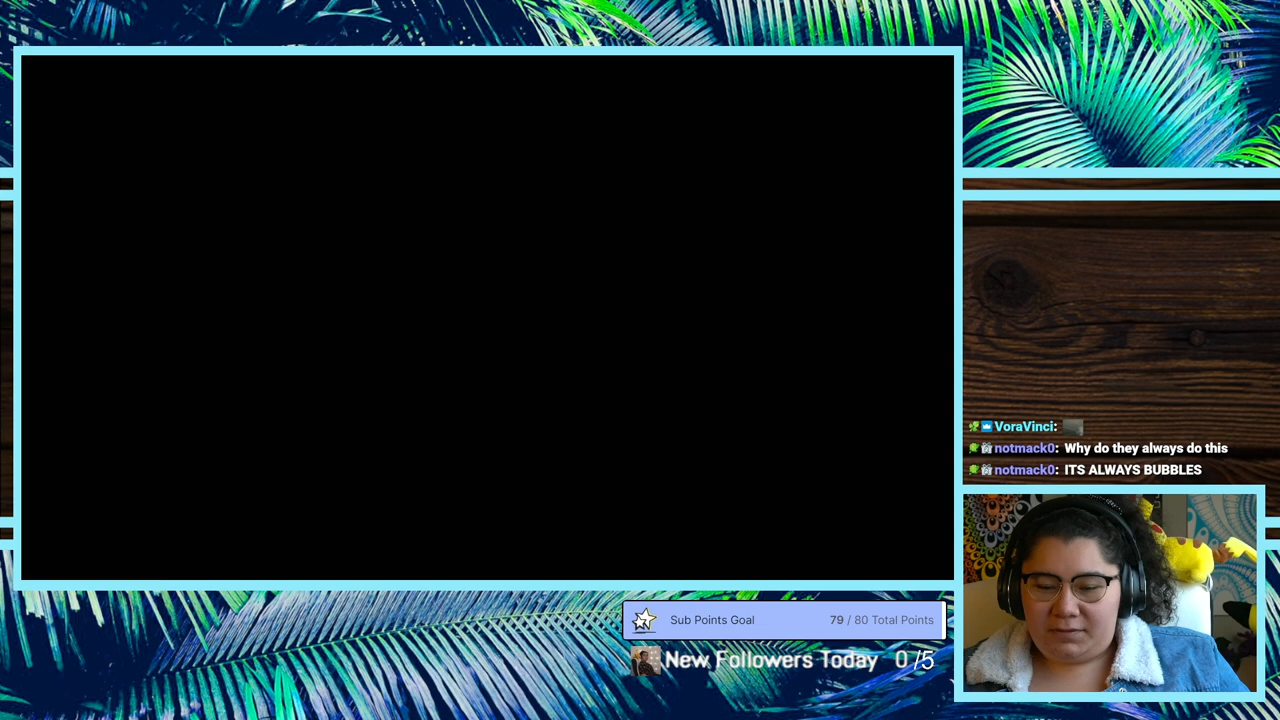 VoraVinci:
notmack0: Why do they always do this
notmack0: ITS ALWAYS BUBBLES
Sub Points Goal 79 / 80 Total Points
New Followers Today 0 /5